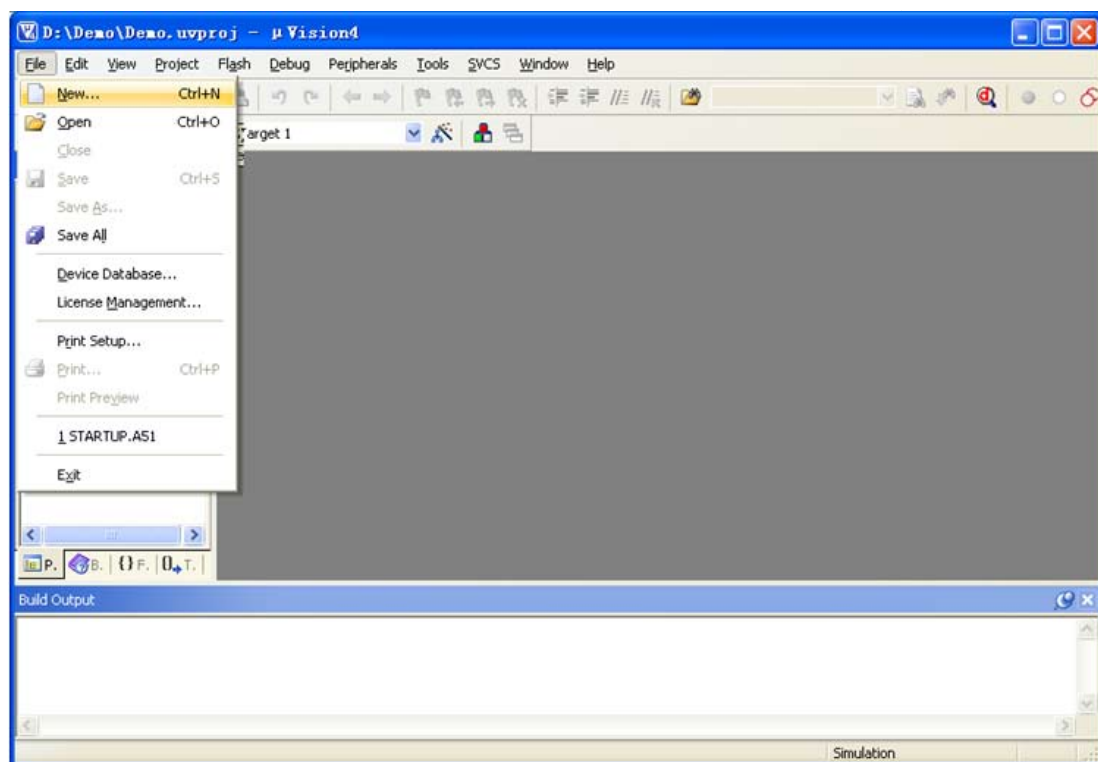 D:\Demo\Demo.uvproj - µVision4
File Edit View Project Flash Debug Peripherals Tools SVCS Window Help
New... Ctrl+N
Open Ctrl+O
Close
Save Ctrl+S
Save As...
Save All
Device Database...
License Management...
Print Setup...
Print... Ctrl+P
Print Preview
1 STARTUP.A51
Exit
arget 1
P. B. {} F. 0 T.
Build Output
Simulation